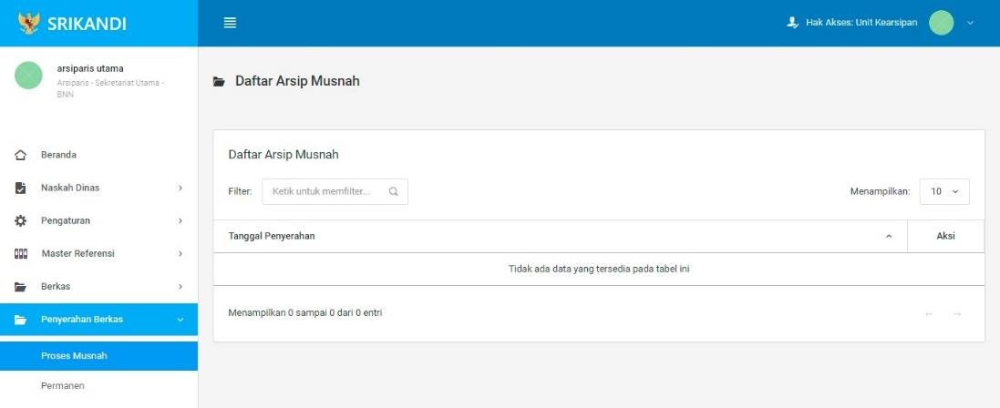 SRIKANDI
Hak Akses: Unit Kearsipan
arsiparis utama
Arsiparis - Sekretariat Utama -
BNN
Beranda
Naskah Dinas
Pengaturan
Master Referensi
Berkas
Penyerahan Berkas
Proses Musnah
Permanen
Daftar Arsip Musnah
Daftar Arsip Musnah
Filter: Ketik untuk memfilter... Menampilkan: 10
Tanggal Penyerahan Aksi
Tidak ada data yang tersedia pada tabel ini
Menampilkan 0 sampai 0 dari 0 entri